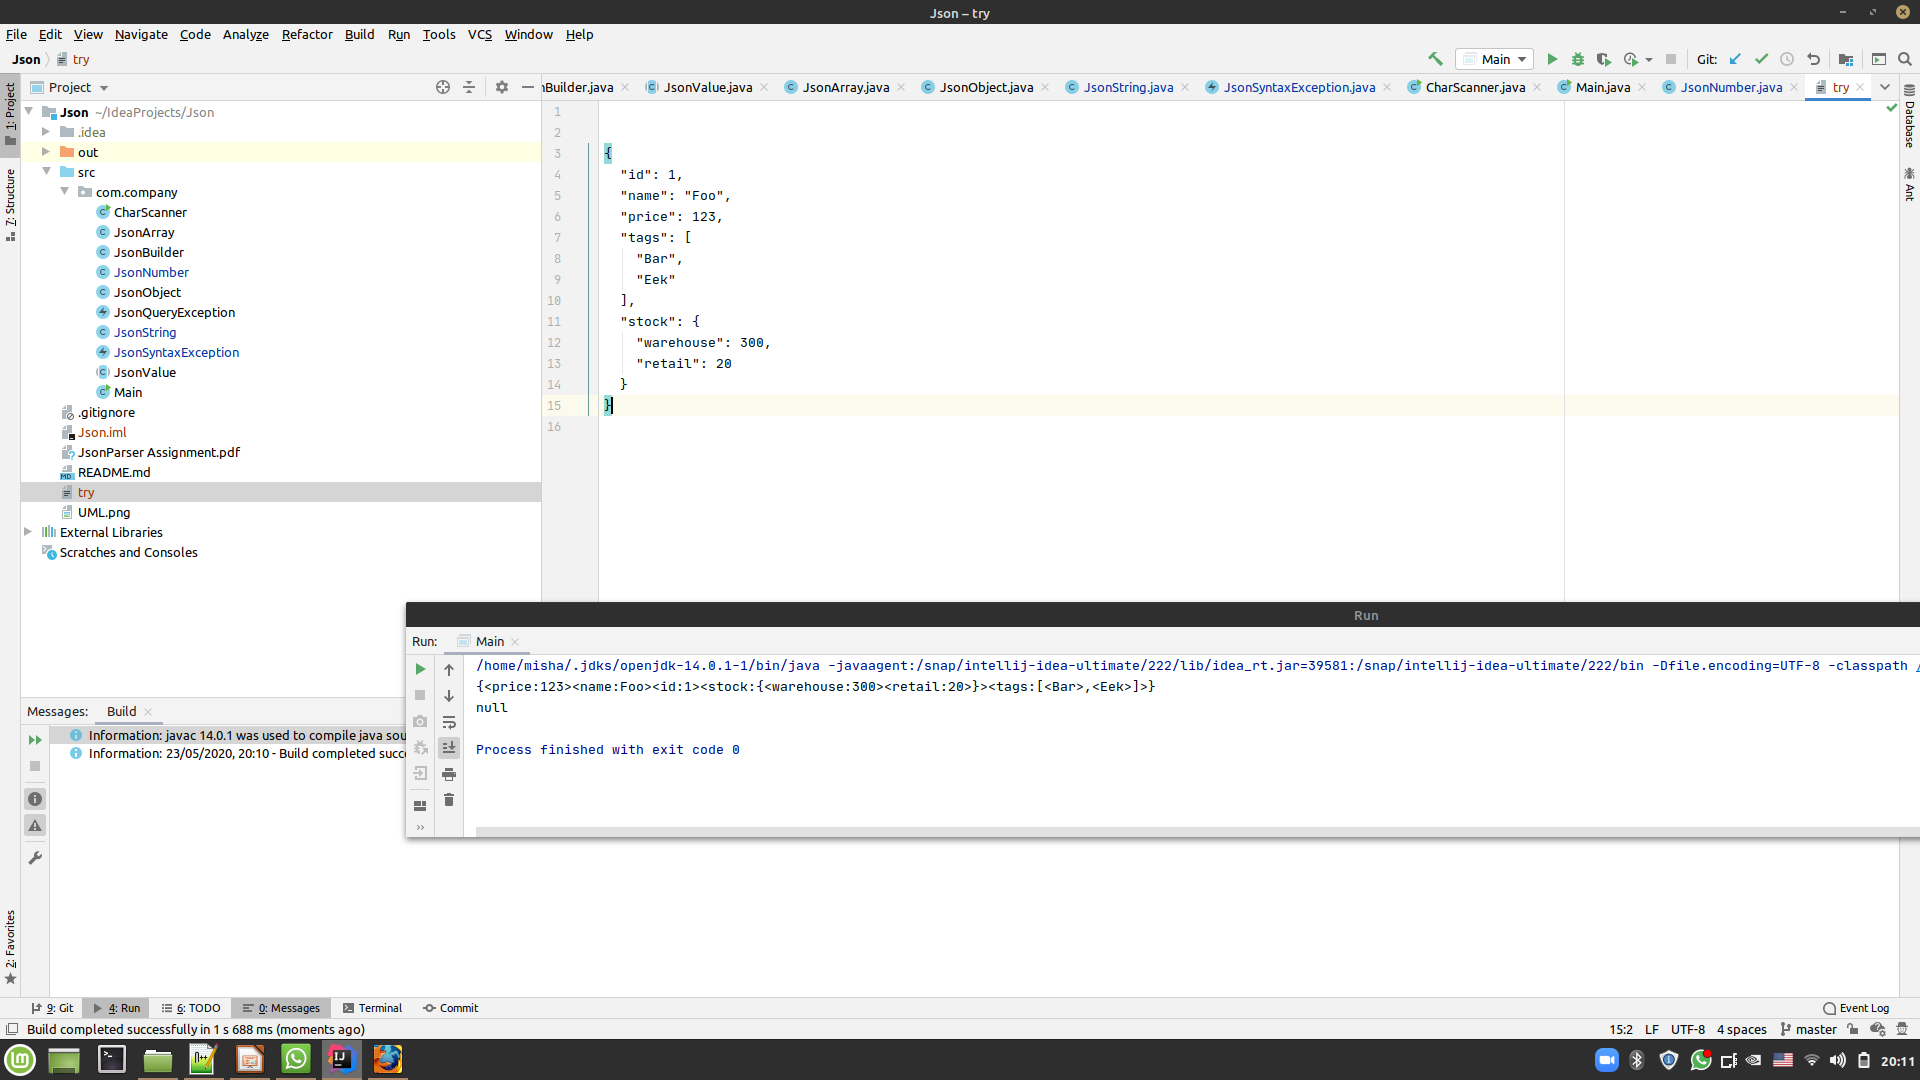 Json – try
File Edit View Navigate Code Analyze Refactor Build Run Tools VCS Window Help
Json try
Main Git:
1: Project
7: Structure
2: Favorites
Project
Json ~/IdeaProjects/Json
.idea
out
src
com.company
CharScanner
JsonArray
JsonBuilder
JsonNumber
JsonObject
JsonQueryException
JsonString
JsonSyntaxException
JsonValue
Main
.gitignore
Json.iml
JsonParser Assignment.pdf
README.md
try
UML.png
External Libraries
Scratches and Consoles
nBuilder.java JsonValue.java JsonArray.java JsonObject.java JsonString.java JsonSyntaxException.java CharScanner.java Main.java JsonNumber.java try
Database
Ant
1
2
3 {
4 "id": 1,
5 "name": "Foo",
6 "price": 123,
7 "tags": [
8 "Bar",
9 "Eek"
10 ],
11 "stock": {
12 "warehouse": 300,
13 "retail": 20
14 }
15 }
16
Run
Run: Main
/home/misha/.jdks/openjdk-14.0.1-1/bin/java -javaagent:/snap/intellij-idea-ultimate/222/lib/idea_rt.jar=39581:/snap/intellij-idea-ultimate/222/bin -Dfile.encoding=UTF-8 -classpath /
{<price:123><name:Foo><id:1><stock:{<warehouse:300><retail:20>}><tags:[<Bar>,<Eek>]>}
null
Process finished with exit code 0
Messages: Build
Information: javac 14.0.1 was used to compile java sou
Information: 23/05/2020, 20:10 - Build completed succ
9: Git 4: Run 6: TODO 0: Messages Terminal Commit Event Log
Build completed successfully in 1 s 688 ms (moments ago) 15:2 LF UTF-8 4 spaces master
20:11